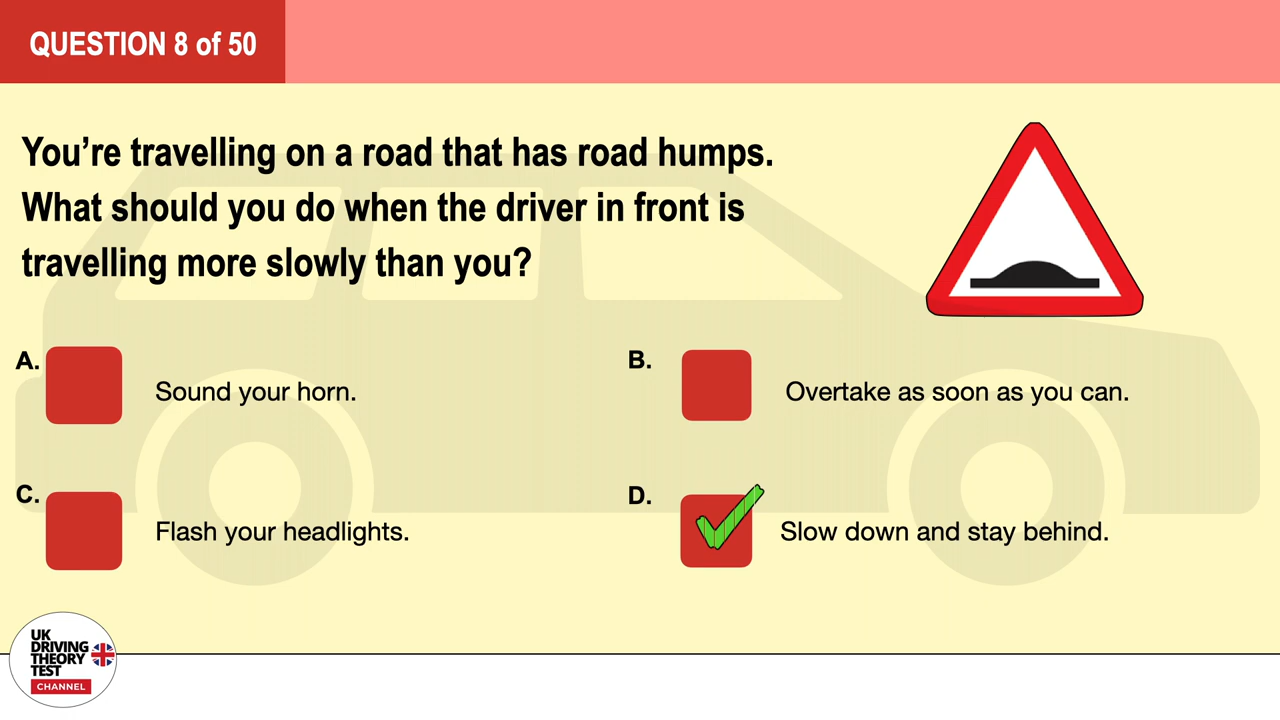 QUESTION 8 of 50
You’re travelling on a road that has road humps.
What should you do when the driver in front is
travelling more slowly than you?
A.
Sound your horn.
B.
Overtake as soon as you can.
C.
Flash your headlights.
D.
Slow down and stay behind.
UK
DRIVING
THEORY
TEST
CHANNEL